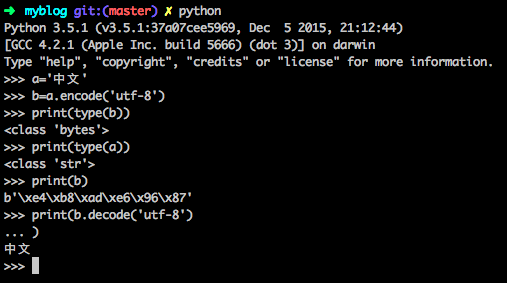 ➜ myblog git:(master) ✗ python
Python 3.5.1 (v3.5.1:37a07cee5969, Dec  5 2015, 21:12:44)
[GCC 4.2.1 (Apple Inc. build 5666) (dot 3)] on darwin
Type "help", "copyright", "credits" or "license" for more information.
>>> a='中文'
>>> b=a.encode('utf-8')
>>> print(type(b))
<class 'bytes'>
>>> print(type(a))
<class 'str'>
>>> print(b)
b'\xe4\xb8\xad\xe6\x96\x87'
>>> print(b.decode('utf-8')
... )
中文
>>>